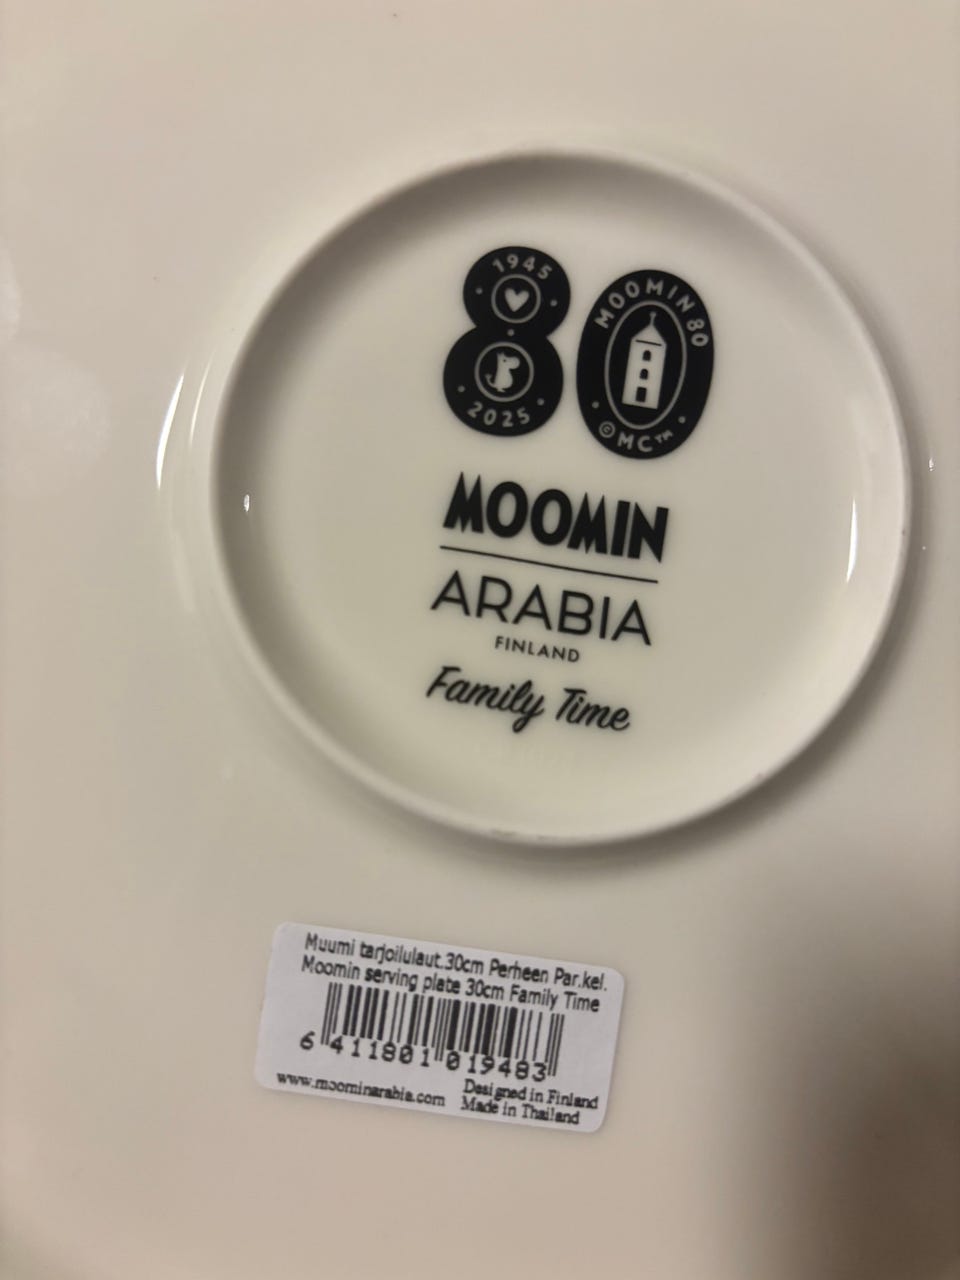 1945
2025
MOOMIN 80
© MC™
MOOMIN
ARABIA
FINLAND
Family Time
Muumi tarjoilulaut.30cm Perheen Par.kel.
Moomin serving plate 30cm Family Time
6 411801 019483
www.moominarabia.com
Designed in Finland
Made in Thailand